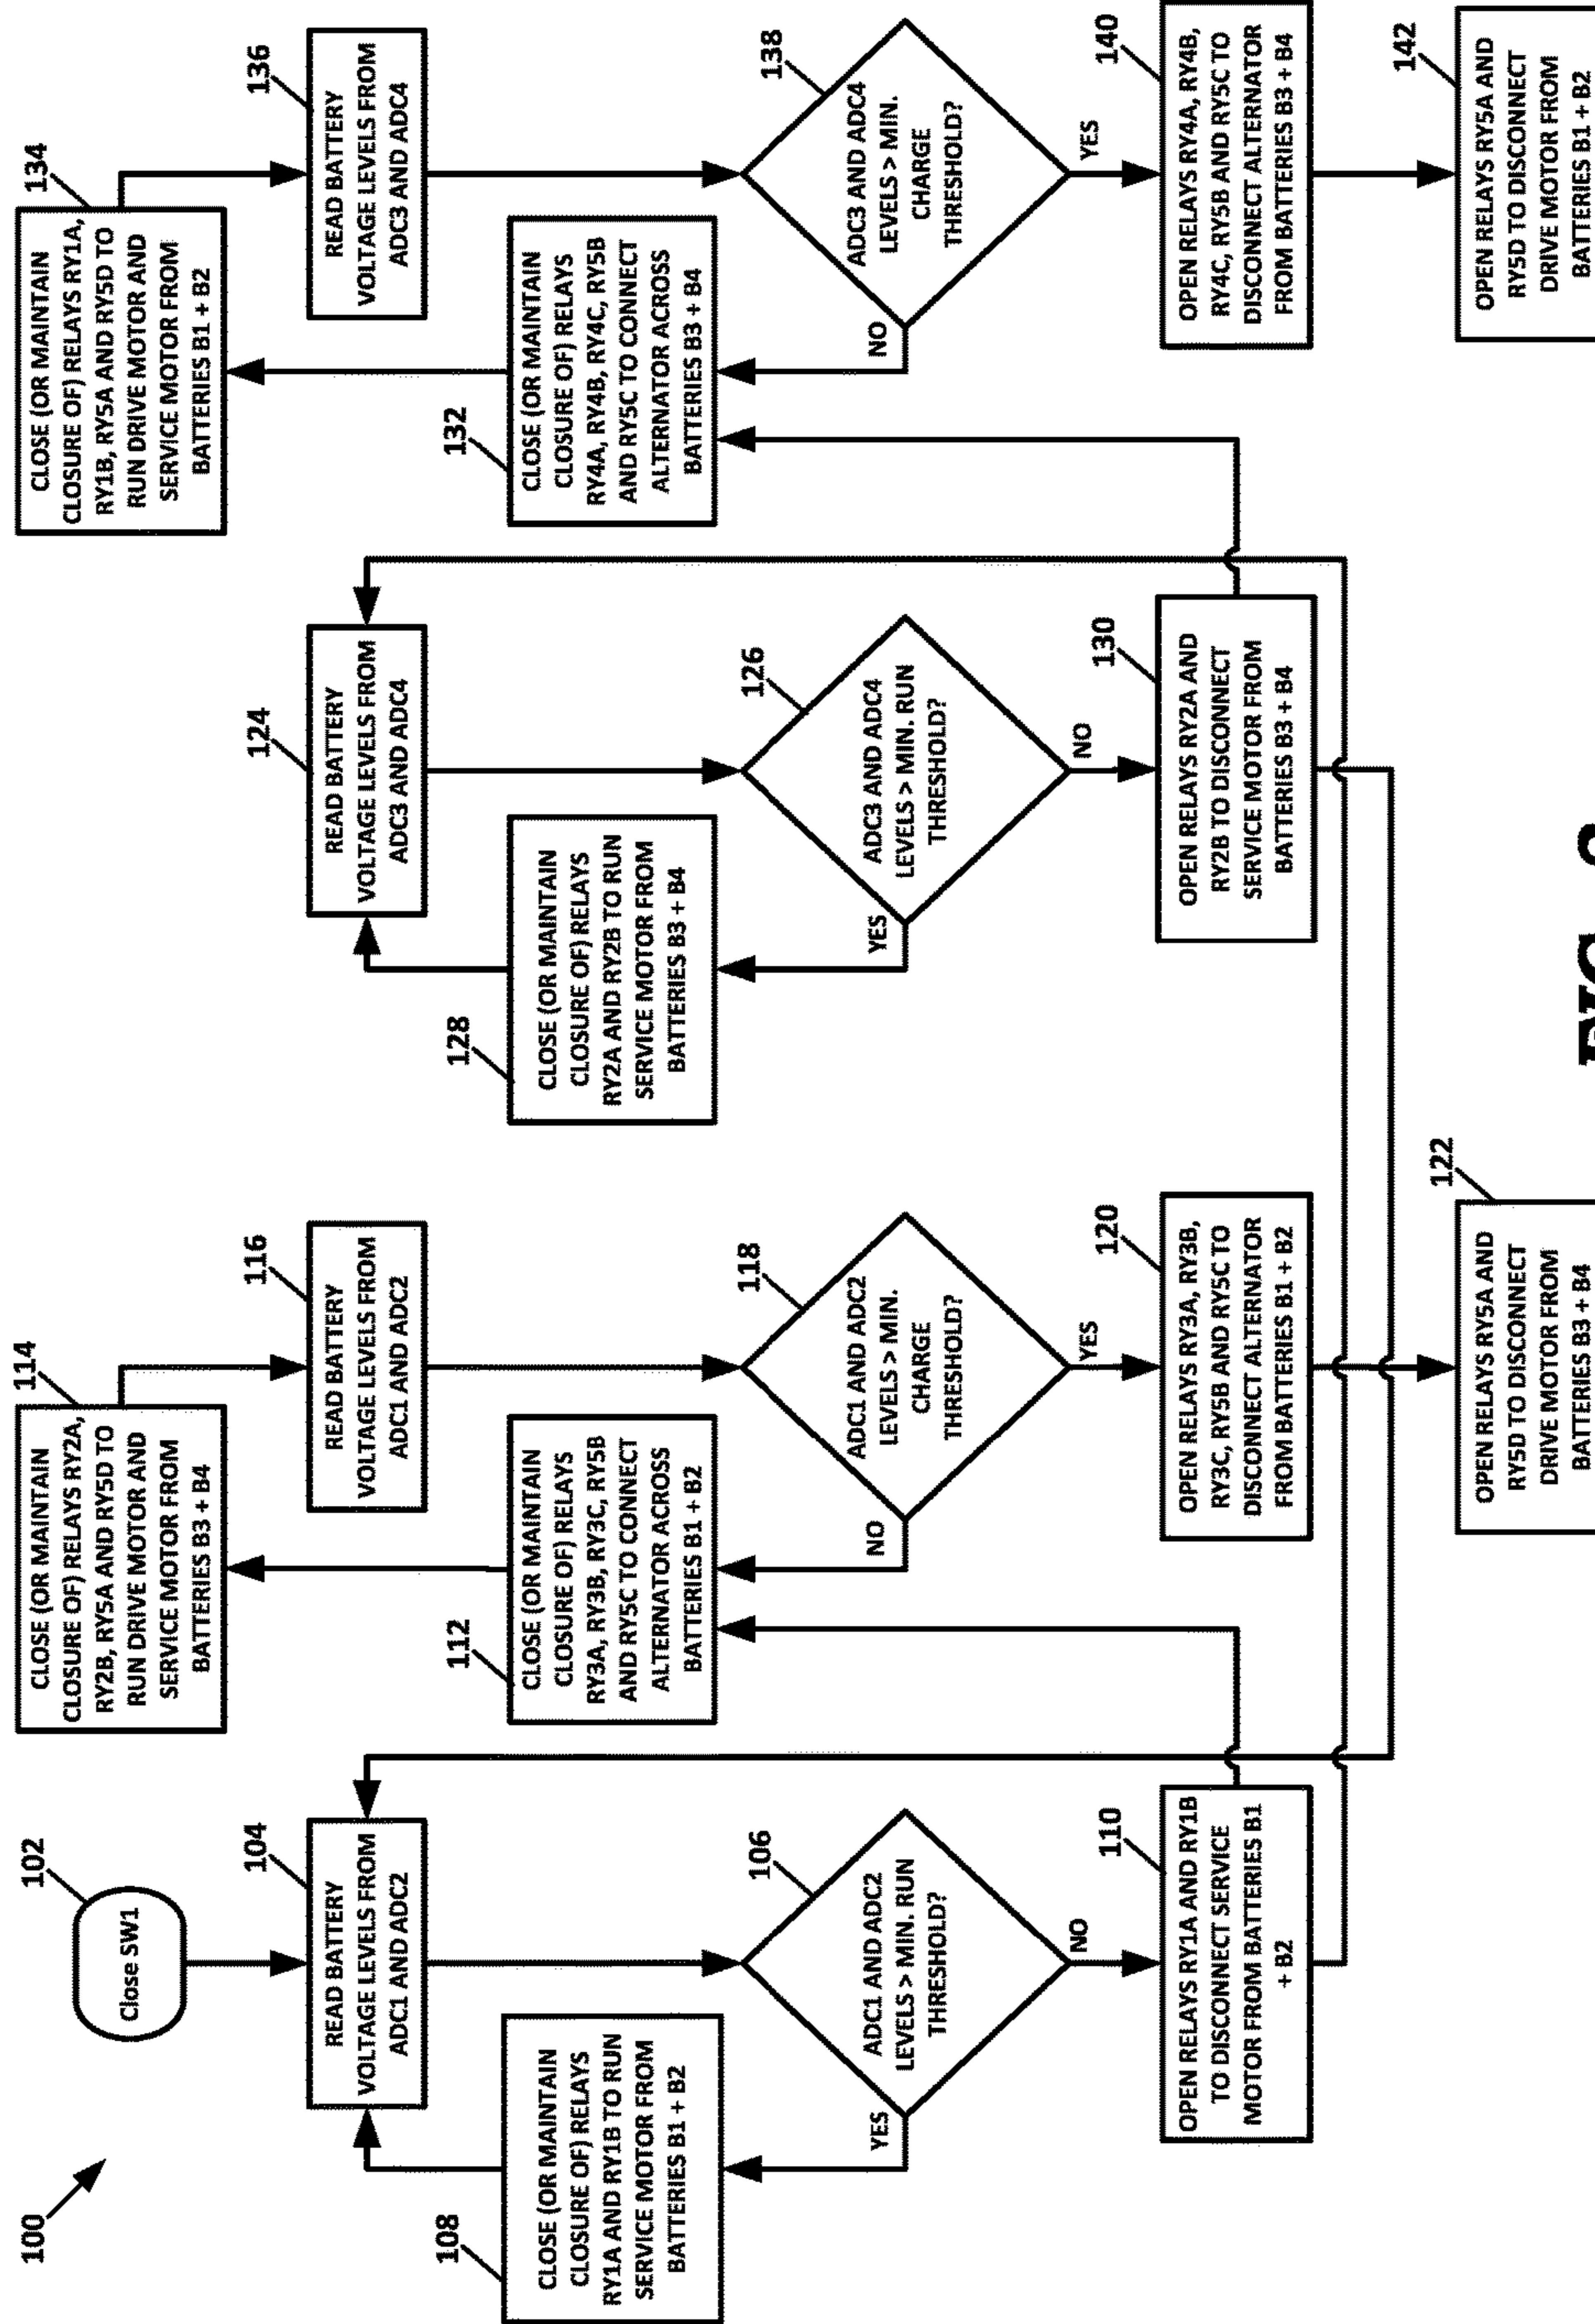 100
102
Close SW1
104
READ BATTERY
VOLTAGE LEVELS FROM
ADC1 AND ADC2
106
ADC1 AND ADC2
LEVELS > MIN. RUN
THRESHOLD?
YES
NO
108
CLOSE (OR MAINTAIN
CLOSURE OF) RELAYS
RY1A AND RY1B TO RUN
SERVICE MOTOR FROM
BATTERIES B1 + B2
110
OPEN RELAYS RY1A AND RY1B
TO DISCONNECT SERVICE
MOTOR FROM BATTERIES B1
+ B2
114
CLOSE (OR MAINTAIN
CLOSURE OF) RELAYS RY2A,
RY2B, RY5A AND RY5D TO
RUN DRIVE MOTOR AND
SERVICE MOTOR FROM
BATTERIES B3 + B4
116
READ BATTERY
VOLTAGE LEVELS FROM
ADC1 AND ADC2
112
CLOSE (OR MAINTAIN
CLOSURE OF) RELAYS
RY3A, RY3B, RY3C, RY5B
AND RY5C TO CONNECT
ALTERNATOR ACROSS
BATTERIES B1 + B2
118
ADC1 AND ADC2
LEVELS > MIN.
CHARGE
THRESHOLD?
NO
YES
120
OPEN RELAYS RY3A, RY3B,
RY3C, RY5B AND RY5C TO
DISCONNECT ALTERNATOR
FROM BATTERIES B1 + B2
122
OPEN RELAYS RY5A AND
RY5D TO DISCONNECT
DRIVE MOTOR FROM
BATTERIES B3 + B4
124
READ BATTERY
VOLTAGE LEVELS FROM
ADC3 AND ADC4
126
ADC3 AND ADC4
LEVELS > MIN. RUN
THRESHOLD?
YES
NO
128
CLOSE (OR MAINTAIN
CLOSURE OF) RELAYS
RY2A AND RY2B TO RUN
SERVICE MOTOR FROM
BATTERIES B3 + B4
130
OPEN RELAYS RY2A AND
RY2B TO DISCONNECT
SERVICE MOTOR FROM
BATTERIES B3 + B4
134
CLOSE (OR MAINTAIN
CLOSURE OF) RELAYS RY1A,
RY1B, RY5A AND RY5D TO
RUN DRIVE MOTOR AND
SERVICE MOTOR FROM
BATTERIES B1 + B2
136
READ BATTERY
VOLTAGE LEVELS FROM
ADC3 AND ADC4
132
CLOSE (OR MAINTAIN
CLOSURE OF) RELAYS
RY4A, RY4B, RY4C, RY5B
AND RY5C TO CONNECT
ALTERNATOR ACROSS
BATTERIES B3 + B4
138
ADC3 AND ADC4
LEVELS > MIN.
CHARGE
THRESHOLD?
NO
YES
140
OPEN RELAYS RY4A, RY4B,
RY4C, RY5B AND RY5C TO
DISCONNECT ALTERNATOR
FROM BATTERIES B3 + B4
142
OPEN RELAYS RY5A AND
RY5D TO DISCONNECT
DRIVE MOTOR FROM
BATTERIES B1 + B2